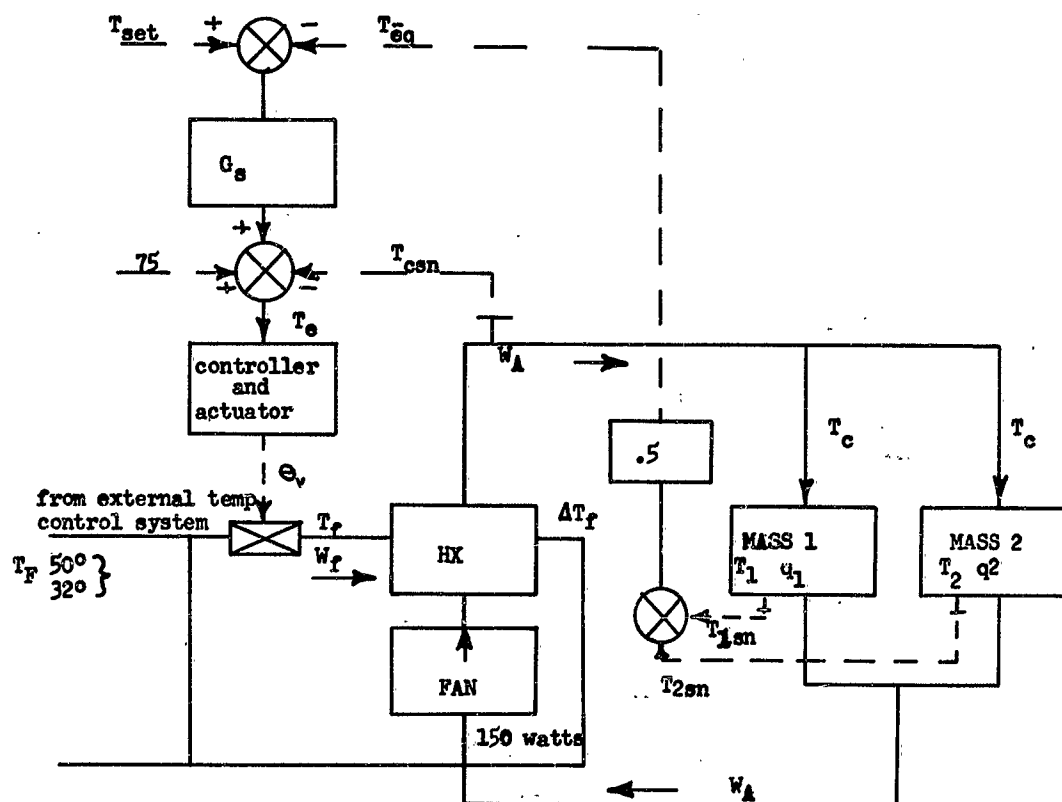 T_set + - T_eq
G_s
+
75 + - T_csn
T_e
controller
and
actuator
W_A
.5
T_c T_c
θ_v
from external temp
control system
T_f
W_f
ΔT_f
HX
T_F 50°
32° }
MASS 1
T_1 q_1
MASS 2
T_2 q2
T_1sn
T_2sn
FAN
150 watts
W_A